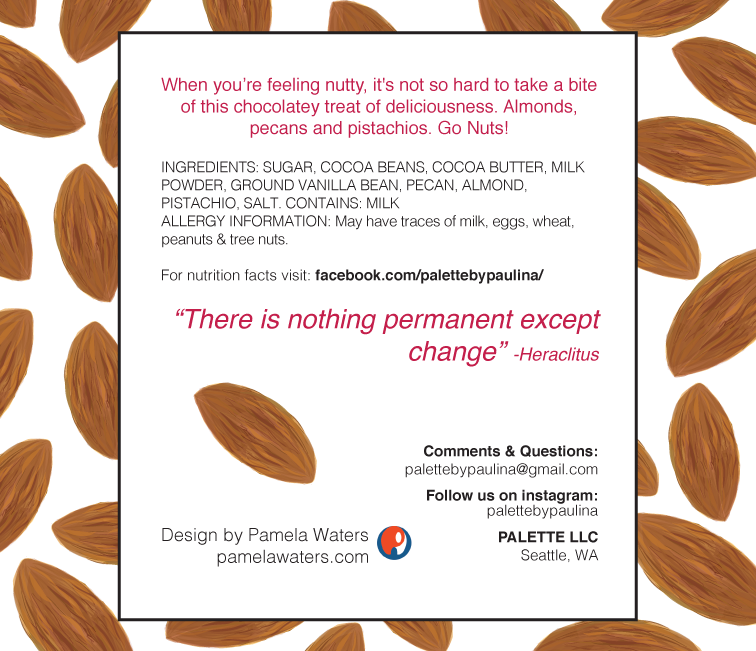 When you’re feeling nutty, it's not so hard to take a bite
of this chocolatey treat of deliciousness. Almonds,
pecans and pistachios. Go Nuts!
INGREDIENTS: SUGAR, COCOA BEANS, COCOA BUTTER, MILK
POWDER, GROUND VANILLA BEAN, PECAN, ALMOND,
PISTACHIO, SALT. CONTAINS: MILK
ALLERGY INFORMATION: May have traces of milk, eggs, wheat,
peanuts & tree nuts.
For nutrition facts visit: facebook.com/palettebypaulina/
“There is nothing permanent except
change” -Heraclitus
Comments & Questions:
palettebypaulina@gmail.com
Follow us on instagram:
palettebypaulina
PALETTE LLC
Seattle, WA
Design by Pamela Waters
pamelawaters.com